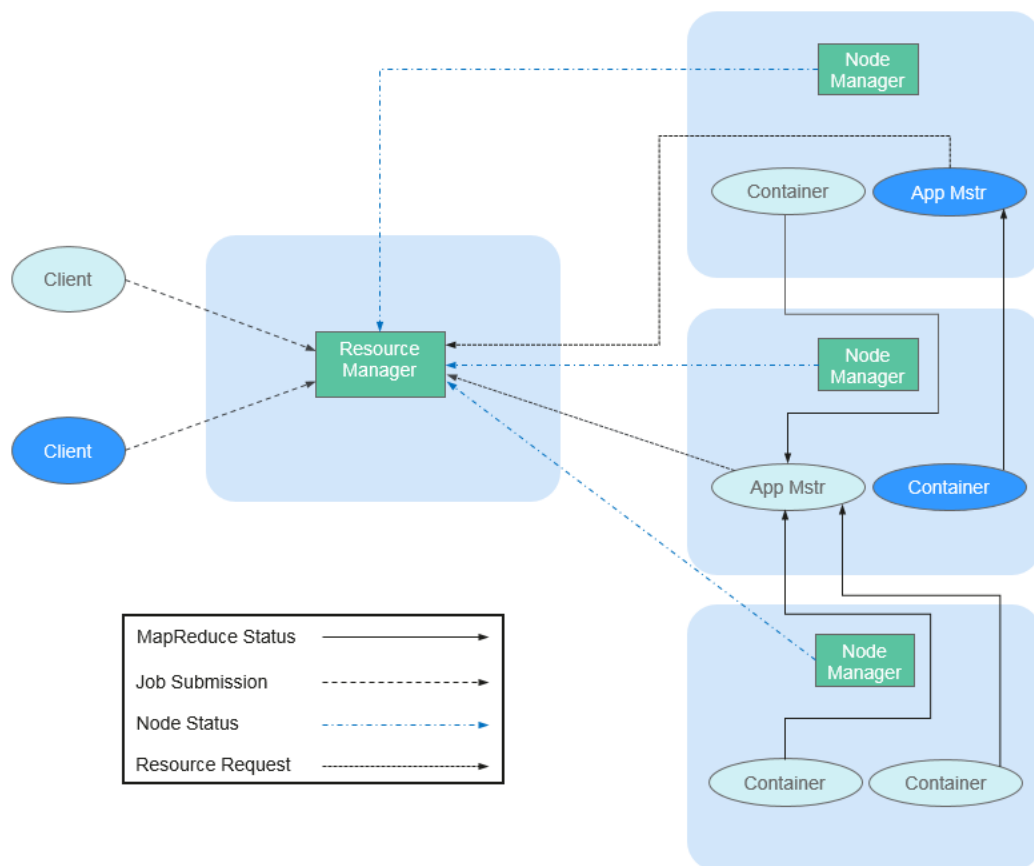 Node
Manager
Container
App Mstr
Client
Resource
Manager
Node
Manager
Client
App Mstr
Container
MapReduce Status
Job Submission
Node Status
Resource Request
Node
Manager
Container
Container